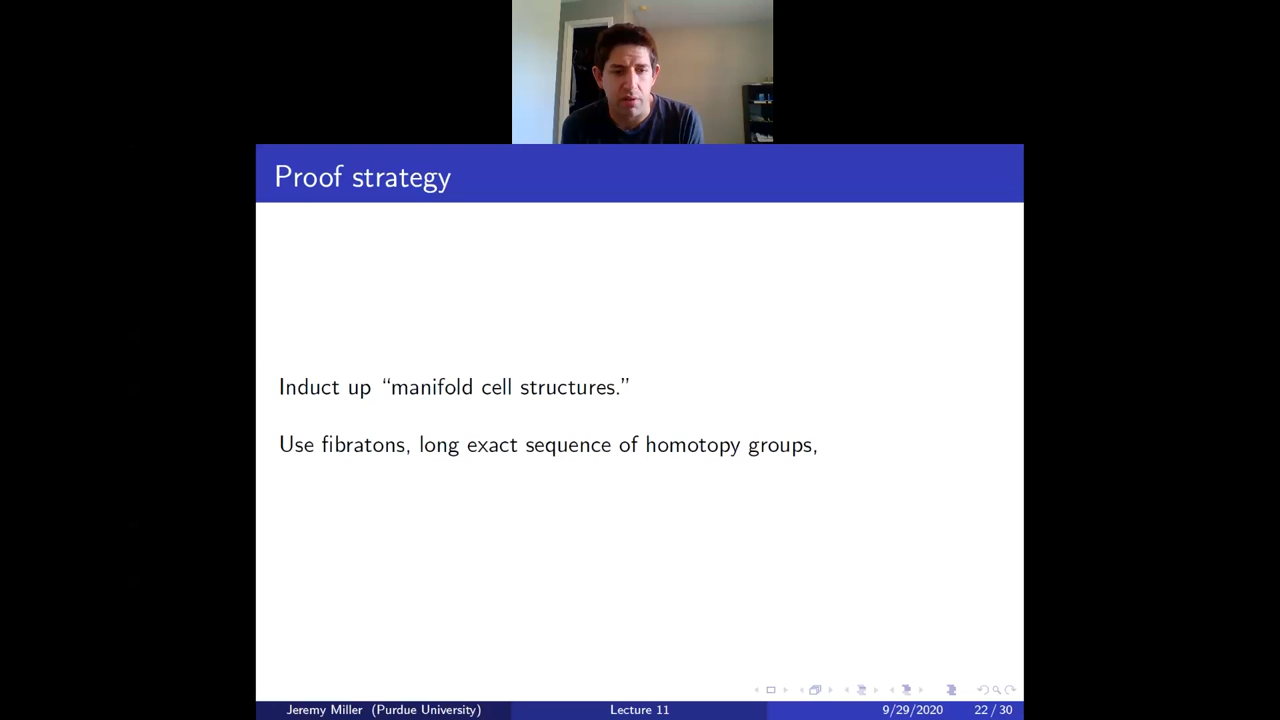 Proof strategy
Induct up “manifold cell structures.”
Use fibratons, long exact sequence of homotopy groups,
Jeremy Miller (Purdue University) Lecture 11 9/29/2020 22 / 30